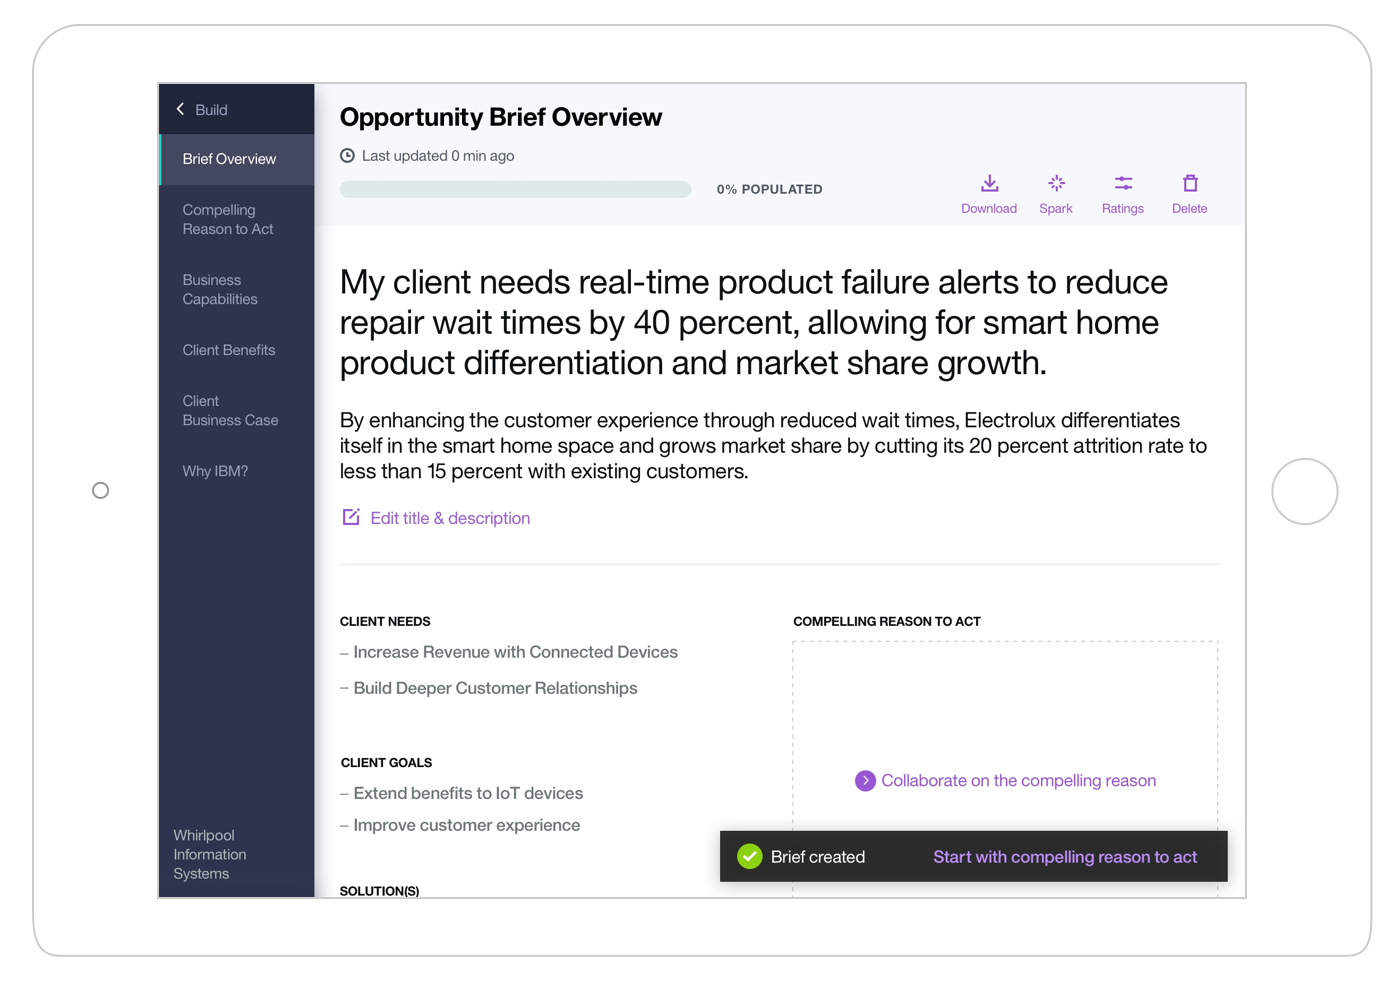 Build
Brief Overview
Compelling
Reason to Act
Business
Capabilities
Client Benefits
Client
Business Case
Why IBM?
Whirlpool
Information
Systems
Opportunity Brief Overview
Last updated 0 min ago
0% POPULATED
Download
Spark
Ratings
Delete
My client needs real-time product failure alerts to reduce
repair wait times by 40 percent, allowing for smart home
product differentiation and market share growth.
By enhancing the customer experience through reduced wait times, Electrolux differentiates
itself in the smart home space and grows market share by cutting its 20 percent attrition rate to
less than 15 percent with existing customers.
Edit title & description
CLIENT NEEDS
– Increase Revenue with Connected Devices
– Build Deeper Customer Relationships
CLIENT GOALS
– Extend benefits to IoT devices
– Improve customer experience
SOLUTION(S)
COMPELLING REASON TO ACT
Collaborate on the compelling reason
Brief created
Start with compelling reason to act